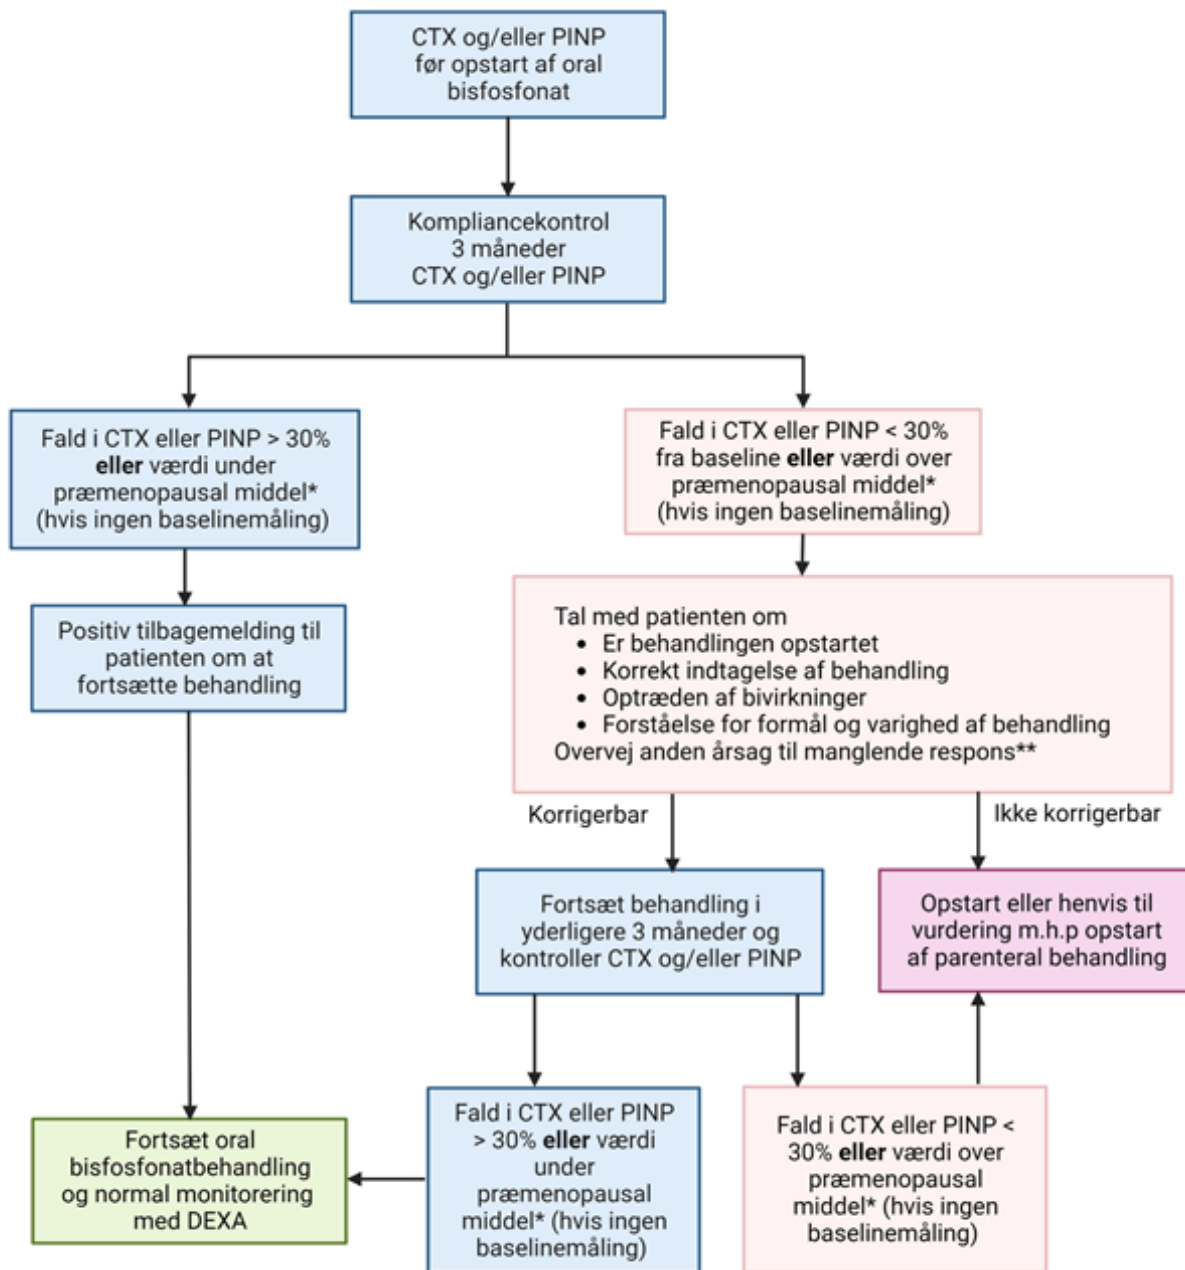 CTX og/eller PINP
før opstart af oral
bisfosfonat
Kompliancekontrol
3 måneder
CTX og/eller PINP
Fald i CTX eller PINP > 30%
eller værdi under
præmenopausal middel*
(hvis ingen baselinemåling)
Fald i CTX eller PINP < 30%
fra baseline eller værdi over
præmenopausal middel*
(hvis ingen baselinemåling)
Positiv tilbagemelding til
patienten om at
fortsætte behandling
Tal med patienten om
• Er behandlingen opstartet
• Korrekt indtagelse af behandling
• Optræden af bivirkninger
• Forståelse for formål og varighed af behandling
Overvej anden årsag til manglende respons**
Korrigerbar
Ikke korrigerbar
Fortsæt behandling i
yderligere 3 måneder og
kontroller CTX og/eller PINP
Opstart eller henvis til
vurdering m.h.p opstart
af parenteral behandling
Fortsæt oral
bisfosfonatbehandling
og normal monitorering
med DEXA
Fald i CTX eller PINP
> 30% eller værdi
under
præmenopausal
middel* (hvis ingen
baselinemåling)
Fald i CTX eller PINP <
30% eller værdi over
præmenopausal
middel* (hvis ingen
baselinemåling)